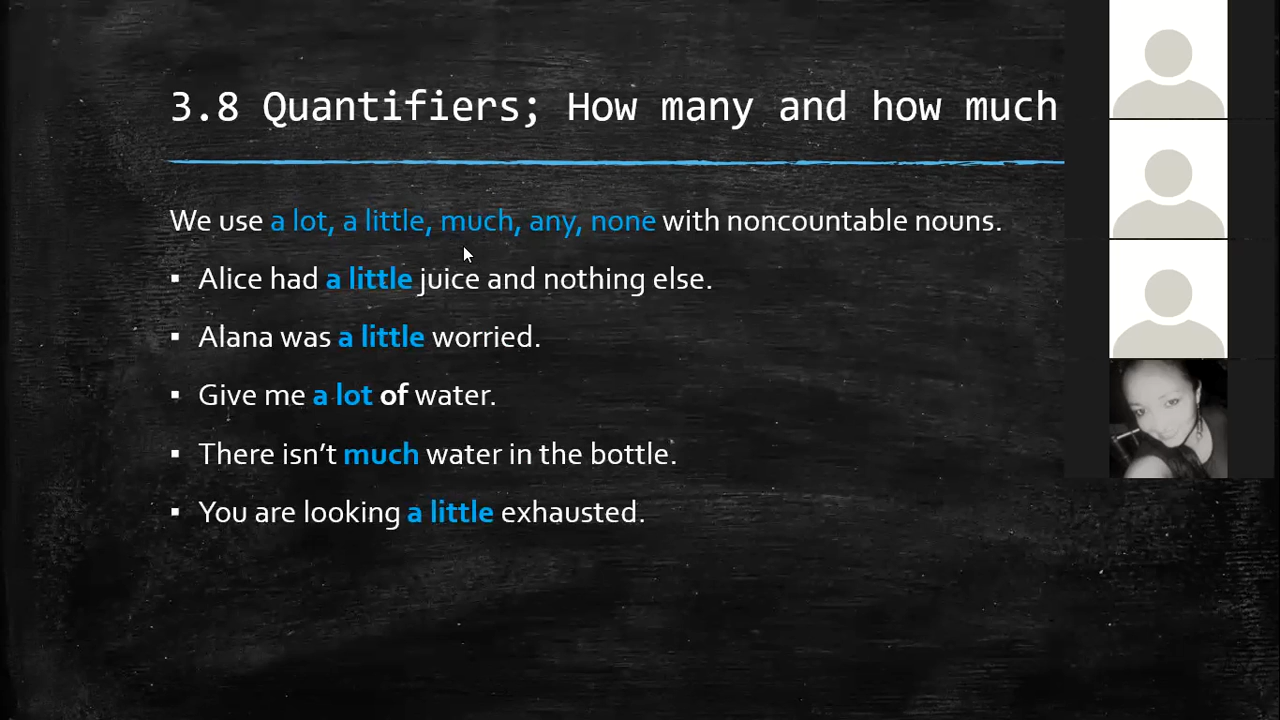 3.8 Quantifiers; How many and how much
We use a lot, a little, much, any, none with noncountable nouns.
▪ Alice had a little juice and nothing else.
▪ Alana was a little worried.
▪ Give me a lot of water.
▪ There isn’t much water in the bottle.
▪ You are looking a little exhausted.